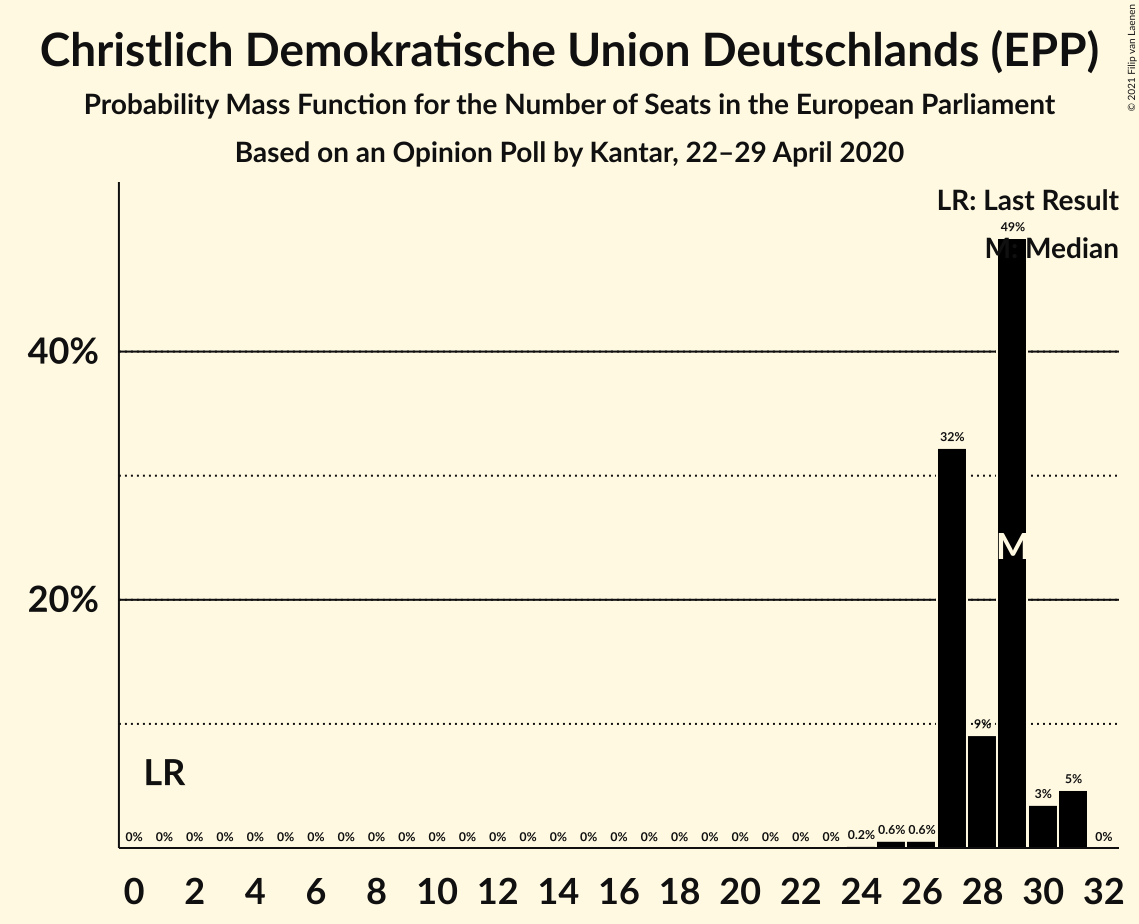 Christlich Demokratische Union Deutschlands (EPP)
Probability Mass Function for the Number of Seats in the European Parliament
Based on an Opinion Poll by Kantar, 22–29 April 2020
© 2021 Filip van Laenen
LR: Last Result
M: Median
49%
40%
32%
M
20%
9%
LR
5%
3%
0% 0% 0% 0% 0% 0% 0% 0% 0% 0% 0% 0% 0% 0% 0% 0% 0% 0% 0% 0% 0% 0% 0% 0% 0.2% 0.6% 0.6% 0%
0 2 4 6 8 10 12 14 16 18 20 22 24 26 28 30 32